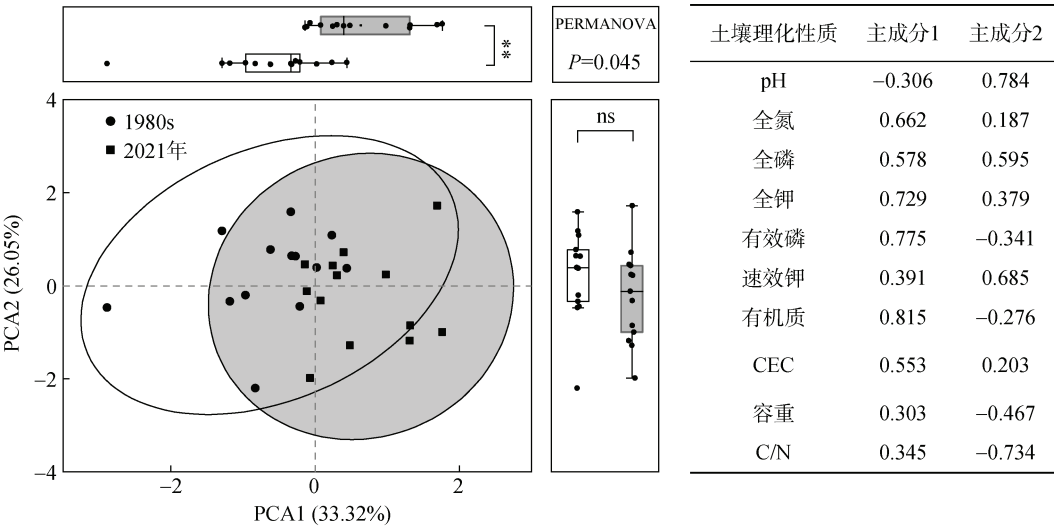 **
PERMANOVA
P=0.045
4
2
0
−2
−4
PCA2 (26.05%)
1980s
2021年
−2
0
2
PCA1 (33.32%)
ns
土壤理化性质 主成分1 主成分2
pH −0.306 0.784
全氮 0.662 0.187
全磷 0.578 0.595
全钾 0.729 0.379
有效磷 0.775 −0.341
速效钾 0.391 0.685
有机质 0.815 −0.276
CEC 0.553 0.203
容重 0.303 −0.467
C/N 0.345 −0.734